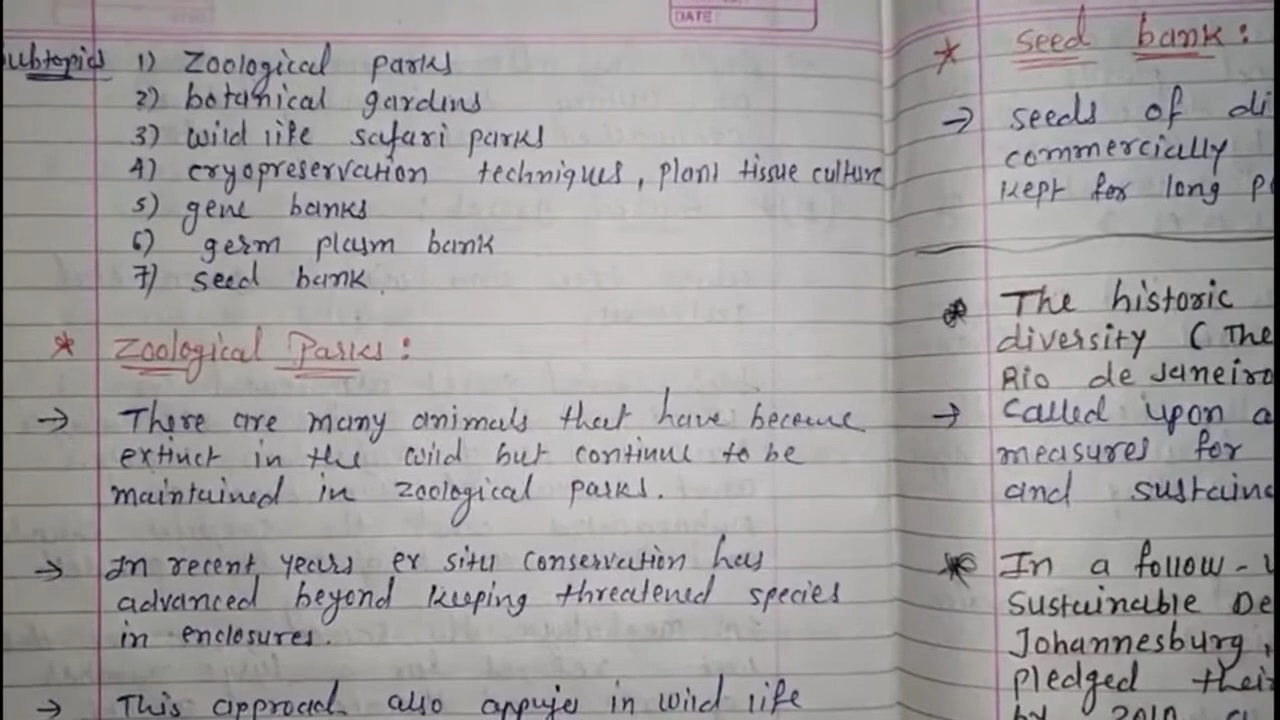 DATE:
subtopics 1) Zoological parks
2) botanical gardens
3) wild life safari parks
4) cryopreservation techniques, plant tissue culture
5) gene banks
6) germ plasm bank
7) seed bank.
* Zoological Parks:
→ There are many animals that have become
extinct in the wild but continue to be
maintained in zoological parks.
→ In recent years ex situ conservation has
advanced beyond keeping threatened species
in enclosures.
→ This approach also applies in wild life
* seed bank:
→ seeds of di
commercially
kept for long p
* The historic
diversity ( The
Rio de Janeiro
→ called upon a
measures for
and sustaina
* In a follow-u
Sustainable De
Johannesburg,
pledged their
by 2010 a